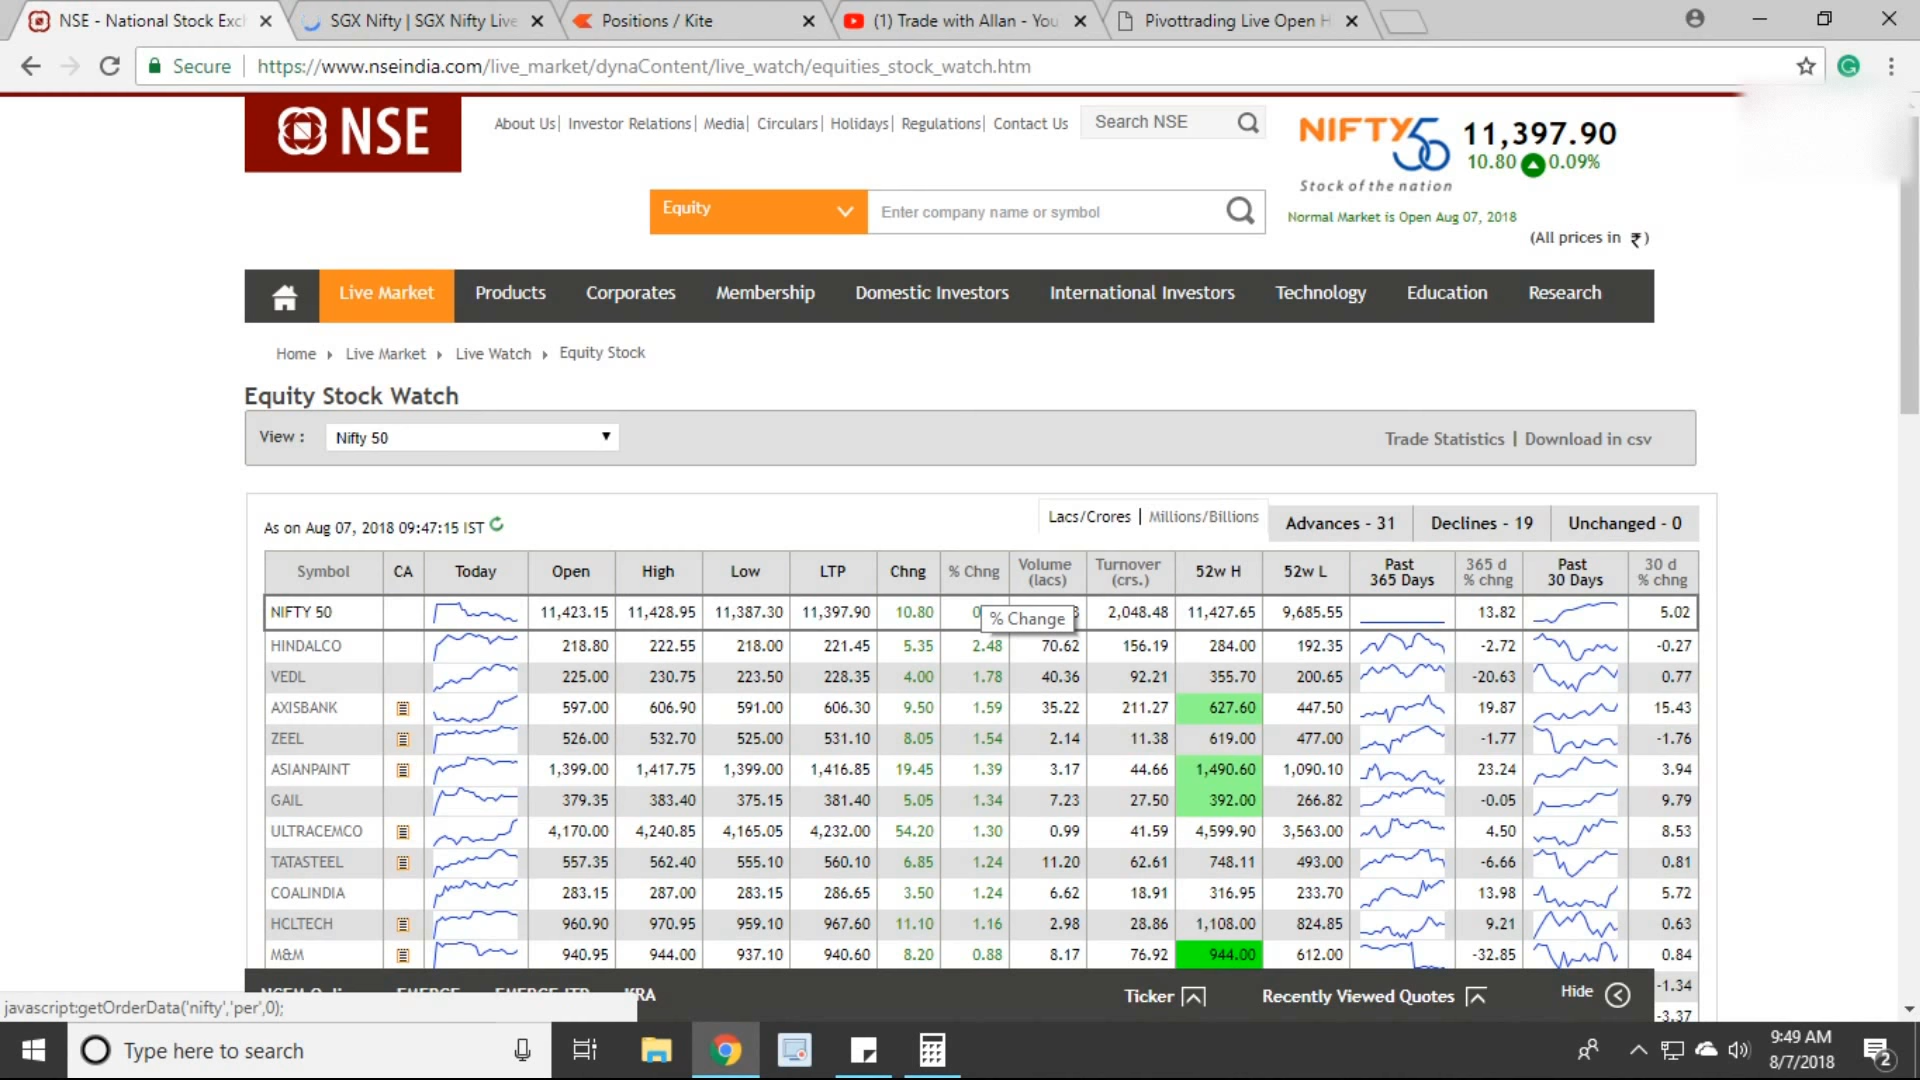 NSE - National Stock Exc
SGX Nifty | SGX Nifty Live
Positions / Kite
(1) Trade with Allan - You
Pivottrading Live Open H
Secure
https://www.nseindia.com/live_market/dynaContent/live_watch/equities_stock_watch.htm
NSE
About Us| Investor Relations| Media| Circulars| Holidays| Regulations| Contact Us
Search NSE
NIFTY50
Stock of the nation
11,397.90
10.80 0.09%
Equity
Enter company name or symbol
Normal Market is Open Aug 07, 2018
(All prices in ₹)
Live Market Products Corporates Membership Domestic Investors International Investors Technology Education Research
Home Live Market Live Watch Equity Stock
Equity Stock Watch
View : Nifty 50
Trade Statistics | Download in csv
As on Aug 07, 2018 09:47:15 IST
Lacs/Crores | Millions/Billions
Advances - 31 Declines - 19 Unchanged - 0
Symbol CA Today Open High Low LTP Chng % Chng Volume (lacs) Turnover (crs.) 52w H 52w L Past 365 Days 365 d % chng Past 30 Days 30 d % chng
NIFTY 50 11,423.15 11,428.95 11,387.30 11,397.90 10.80 2,048.48 11,427.65 9,685.55 13.82 5.02
% Change
HINDALCO 218.80 222.55 218.00 221.45 5.35 2.48 70.62 156.19 284.00 192.35 -2.72 -0.27
VEDL 225.00 230.75 223.50 228.35 4.00 1.78 40.36 92.21 355.70 200.65 -20.63 0.77
AXISBANK 597.00 606.90 591.00 606.30 9.50 1.59 35.22 211.27 627.60 447.50 19.87 15.43
ZEEL 526.00 532.70 525.00 531.10 8.05 1.54 2.14 11.38 619.00 477.00 -1.77 -1.76
ASIANPAINT 1,399.00 1,417.75 1,399.00 1,416.85 19.45 1.39 3.17 44.66 1,490.60 1,090.10 23.24 3.94
GAIL 379.35 383.40 375.15 381.40 5.05 1.34 7.23 27.50 392.00 266.82 -0.05 9.79
ULTRACEMCO 4,170.00 4,240.85 4,165.05 4,232.00 54.20 1.30 0.99 41.59 4,599.90 3,563.00 4.50 8.53
TATASTEEL 557.35 562.40 555.10 560.10 6.85 1.24 11.20 62.61 748.11 493.00 -6.66 0.81
COALINDIA 283.15 287.00 283.15 286.65 3.50 1.24 6.62 18.91 316.95 233.70 13.98 5.72
HCLTECH 960.90 970.95 959.10 967.60 11.10 1.16 2.98 28.86 1,108.00 824.85 9.21 0.63
M&M 940.95 944.00 937.10 940.60 8.20 0.88 8.17 76.92 944.00 612.00 -32.85 0.84
-1.34
Ticker Recently Viewed Quotes Hide
-3.37
javascript:getOrderData('nifty','per',0);
Type here to search
9:49 AM
8/7/2018
2